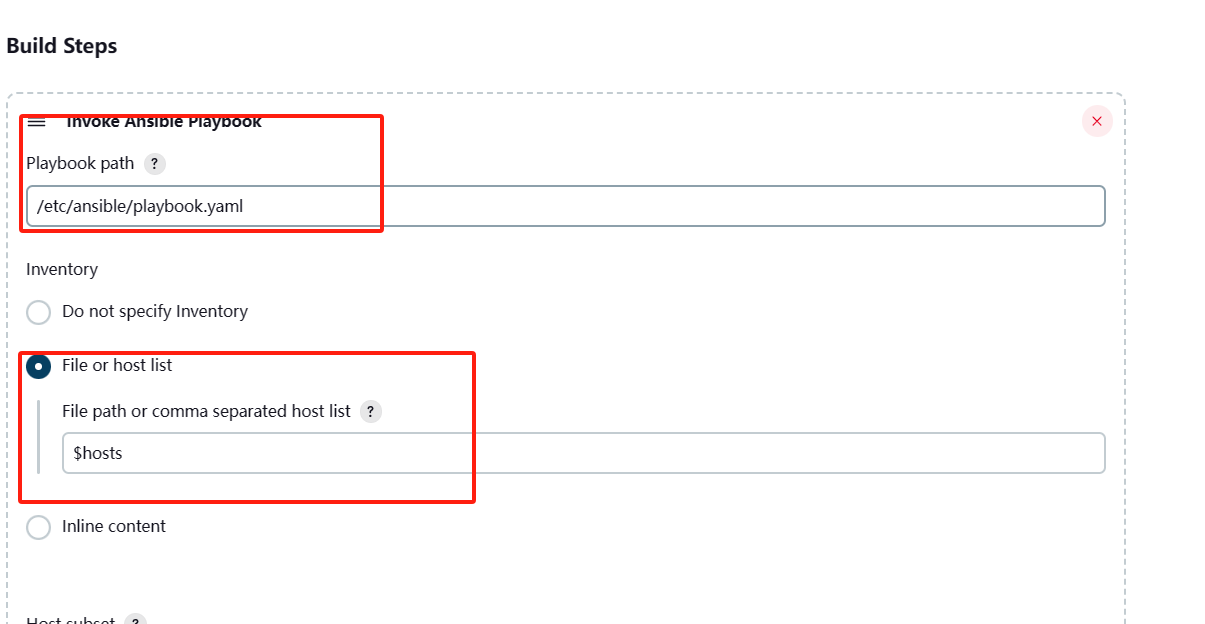 Build Steps
Invoke Ansible Playbook
Playbook path ?
/etc/ansible/playbook.yaml
Inventory
Do not specify Inventory
File or host list
File path or comma separated host list ?
$hosts
Inline content
Host subset ?